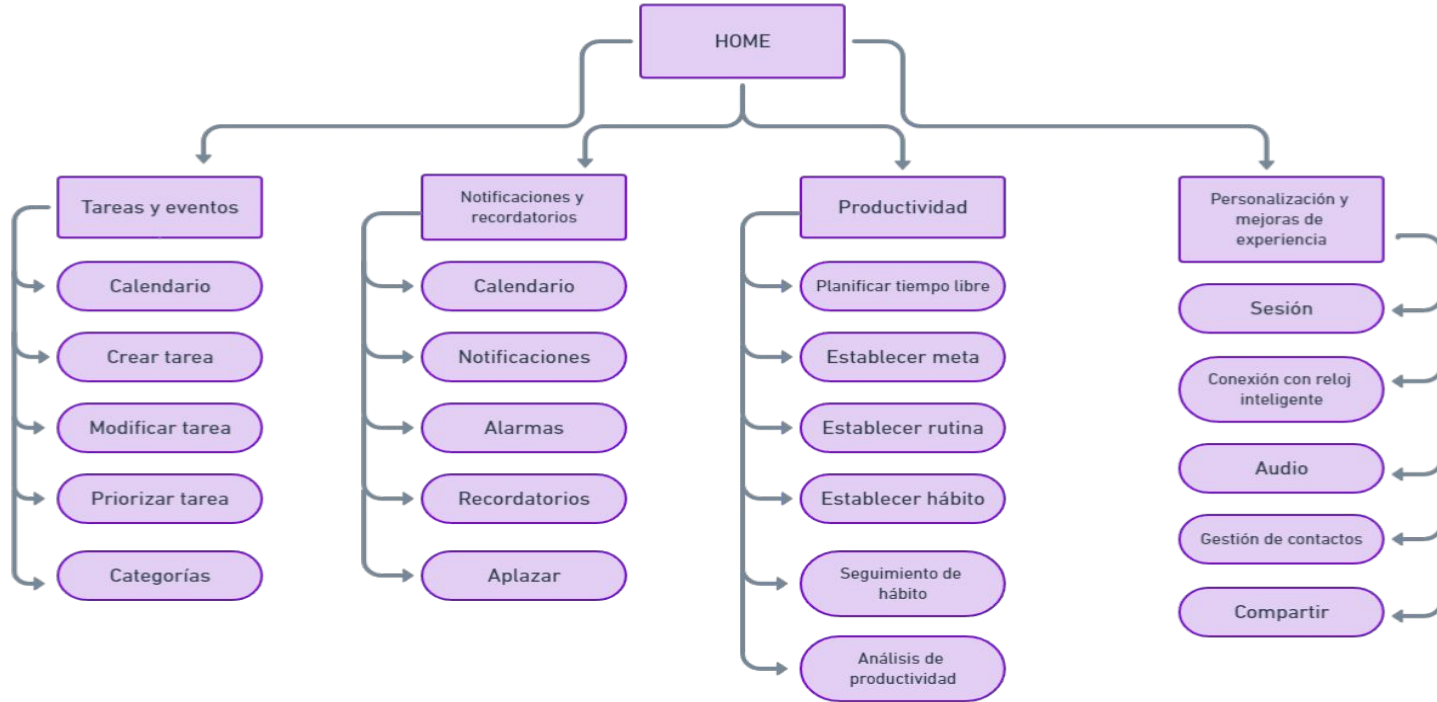 HOME
Tareas y eventos
Calendario
Crear tarea
Modificar tarea
Priorizar tarea
Categorías
Notificaciones y
recordatorios
Calendario
Notificaciones
Alarmas
Recordatorios
Aplazar
Productividad
Planificar tiempo libre
Establecer meta
Establecer rutina
Establecer hábito
Seguimiento de
hábito
Análisis de
productividad
Personalización y
mejoras de
experiencia
Sesión
Conexión con reloj
inteligente
Audio
Gestión de contactos
Compartir